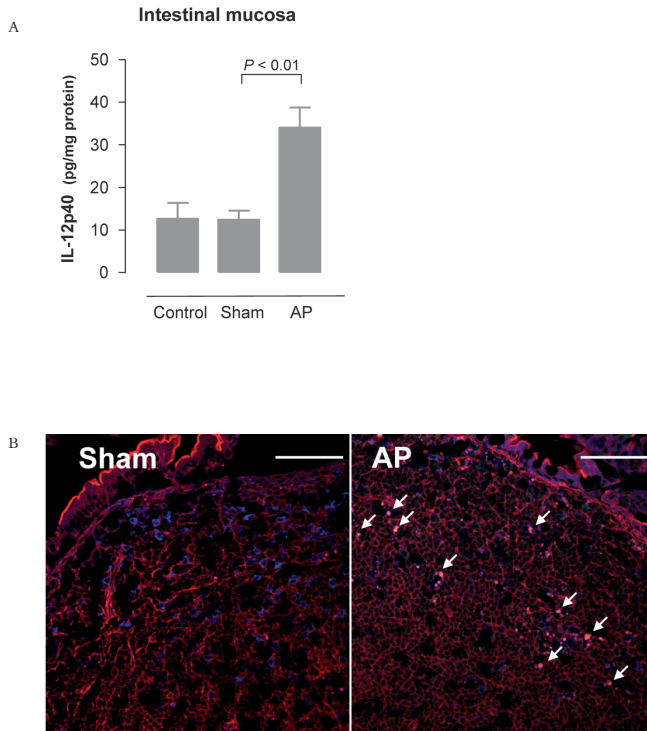 A
Intestinal mucosa
P < 0.01
IL-12p40 (pg/mg protein)
50
40
30
20
10
0
Control Sham AP
B
Sham AP